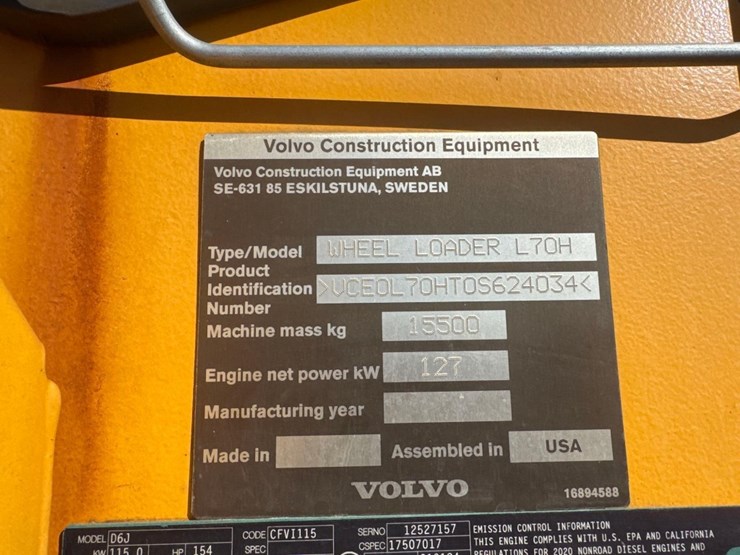 Volvo Construction Equipment
Volvo Construction Equipment AB
SE-631 85 ESKILSTUNA, SWEDEN
Type/Model WHEEL LOADER L70H
Product
Identification >VCE0L70HT0S624034<
Number
Machine mass kg 15500
Engine net power kW 127
Manufacturing year
Made in Assembled in USA
VOLVO 16894588
MODEL D6J CODE CFVI115 SERNO 12527157 EMISSION CONTROL INFORMATION
kW 115.0 HP 154 SPEC CSPEC 17507017 THIS ENGINE COMPLIES WITH U.S. EPA AND CALIFORNIA
REGULATIONS FOR 2020 NONROAD DIESEL ENGINES AND